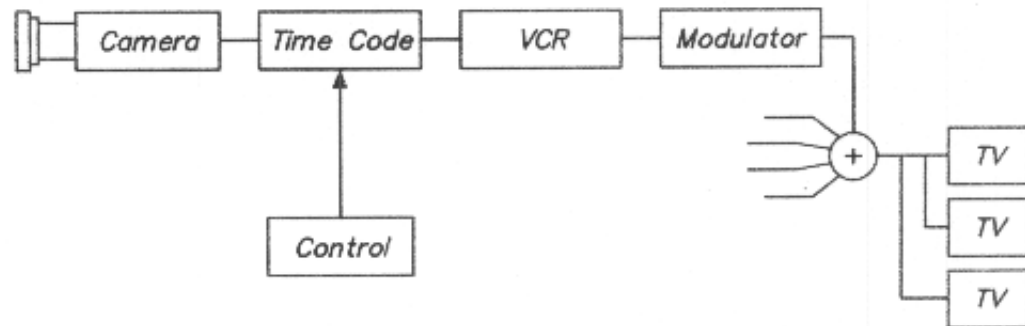 Camera
Time Code
VCR
Modulator
+
TV
TV
Control
TV